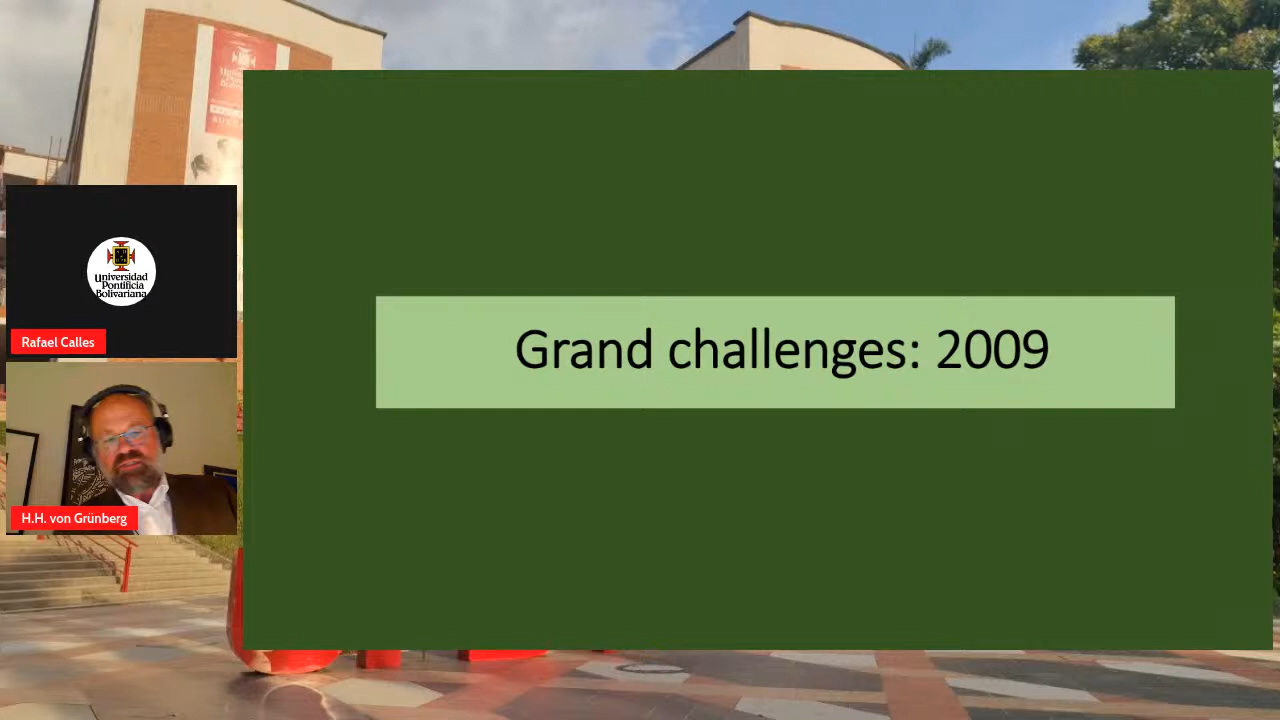 Universidad
Pontificia
Bolivariana
Rafael Calles
H.H. von Grünberg
Grand challenges: 2009